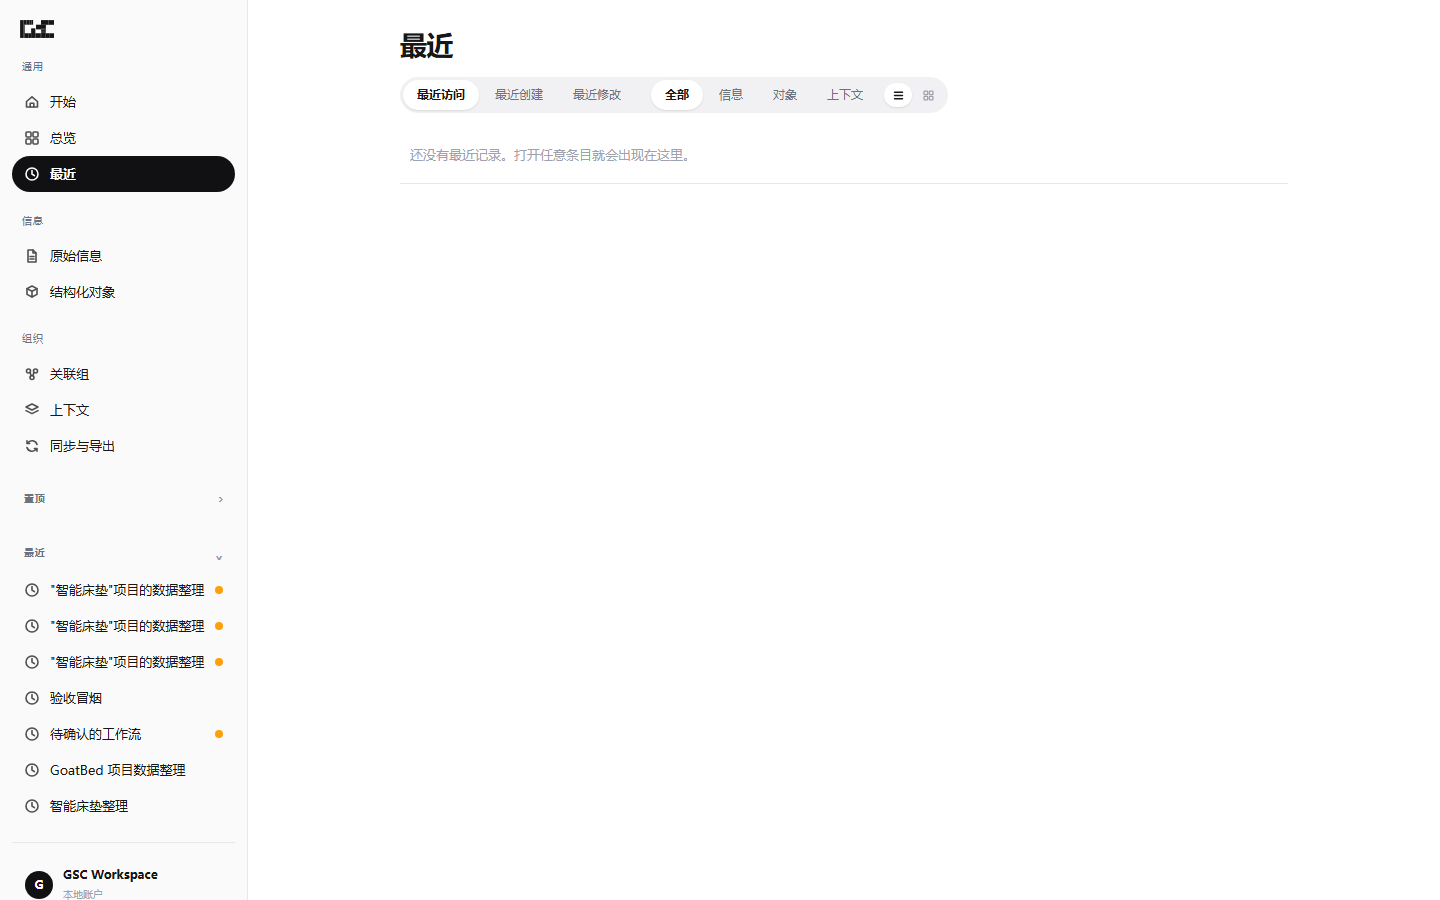 GSC
通用
开始
总览
最近
信息
原始信息
结构化对象
组织
关联组
上下文
同步与导出
置顶
最近
"智能床垫"项目的数据整理
"智能床垫"项目的数据整理
"智能床垫"项目的数据整理
验收冒烟
待确认的工作流
GoatBed 项目数据整理
智能床垫整理
G
GSC Workspace
本地账户
最近
最近访问 最近创建 最近修改 全部 信息 对象 上下文
还没有最近记录。打开任意条目就会出现在这里。